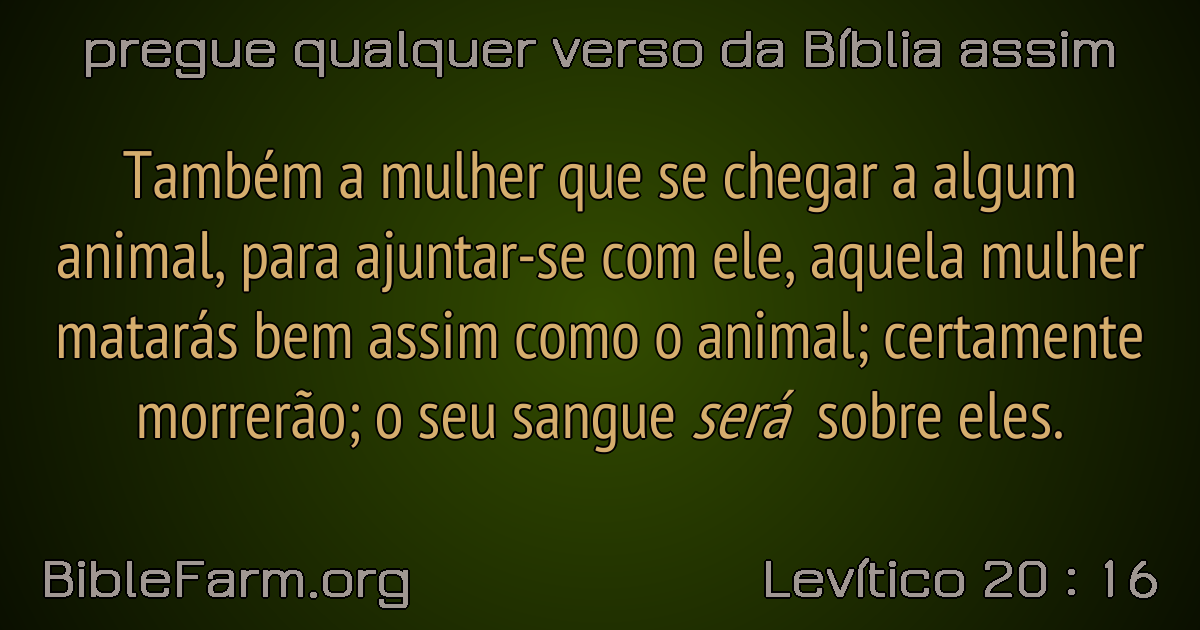 pregue qualquer verso da Bíblia assim
Também a mulher que se chegar a algum
animal, para ajuntar-se com ele, aquela mulher
matarás bem assim como o animal; certamente
morrerão; o seu sangue será sobre eles.
BibleFarm.org
Levítico 20 : 16